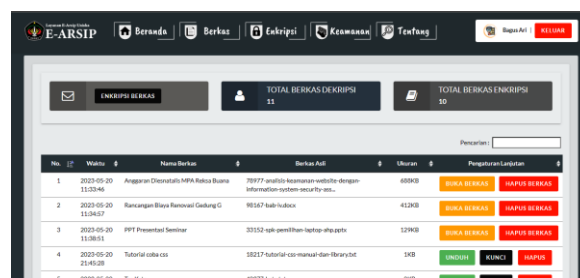 E-ARSIP
Beranda
Berkas
Enkripsi
Keamanan
Tentang
Bagus Ari |
KELUAR
ENKRIPSI BERKAS
TOTAL BERKAS DEKRIPSI
11
TOTAL BERKAS ENKRIPSI
10
Pencarian :
No. Waktu Nama Berkas Berkas Asli Ukuran Pengaturan Lanjutan
1 2023-05-20 Anggaran Diesnatalis MPA Reksa Buana 78977-analisis-keamanan-website-dengan- 688KB BUKA BERKAS HAPUS BERKAS
11:33:46 information-system-security-ass...
2 2023-05-20 Rancangan Biaya Renovasi Gedung G 98167-bab-iv.docx 412KB BUKA BERKAS HAPUS BERKAS
11:34:57
3 2023-05-20 PPT Presentasi Seminar 33152-spk-pemilihan-laptop-ahp.pptx 129KB BUKA BERKAS HAPUS BERKAS
11:38:51
4 2023-05-20 Tutorial coba css 18217-tutorial-css-manual-dan-library.txt 1KB UNDUH KUNCI HAPUS
21:45:28